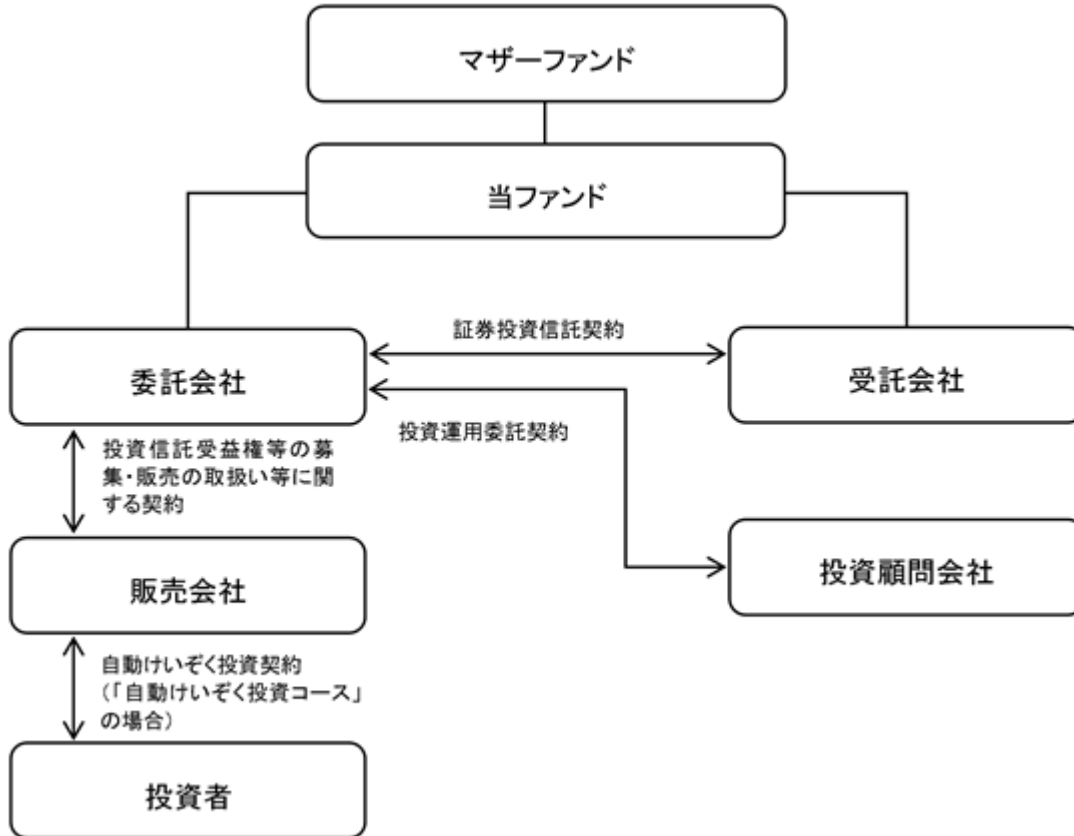 マザーファンド
当ファンド
証券投資信託契約
委託会社
受託会社
投資運用委託契約
投資信託受益権等の募
集・販売の取扱い等に関
する契約
販売会社
投資顧問会社
自動けいぞく投資契約
(「自動けいぞく投資コース」
の場合)
投資者